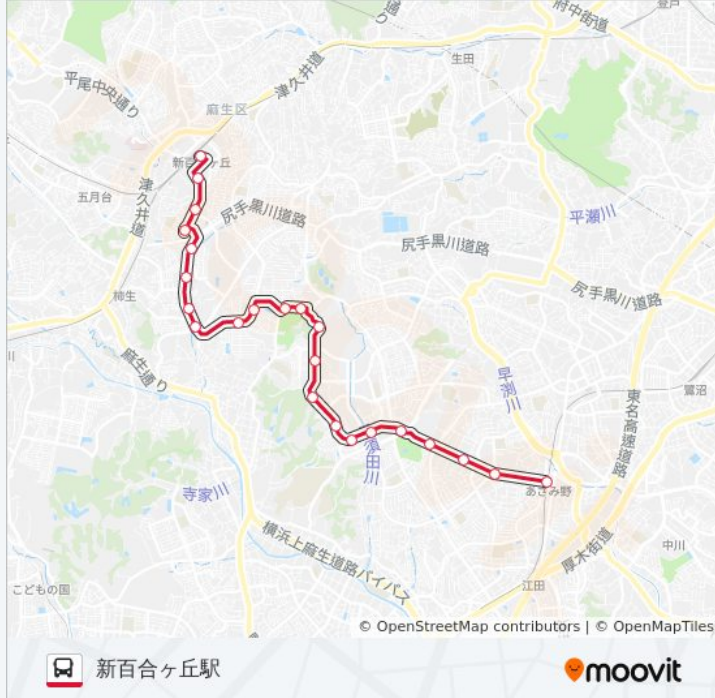 府中街道
登戸
通り
生田
津久井道
平尾中央通り
麻生区
新百合ヶ丘
五月台
津久井道
尻手黒川道路
平瀬川
尻手黒川道路
尻手黒川道路
柿生
川
麻生通り
早渕川
鷺沼
東名高速道路
寺家川
あざみ野
横浜上麻生道路バイパス
厚木街道
中川
こどもの国
江田
© OpenStreetMap contributors | © OpenMapTiles
新百合ヶ丘駅
moovit